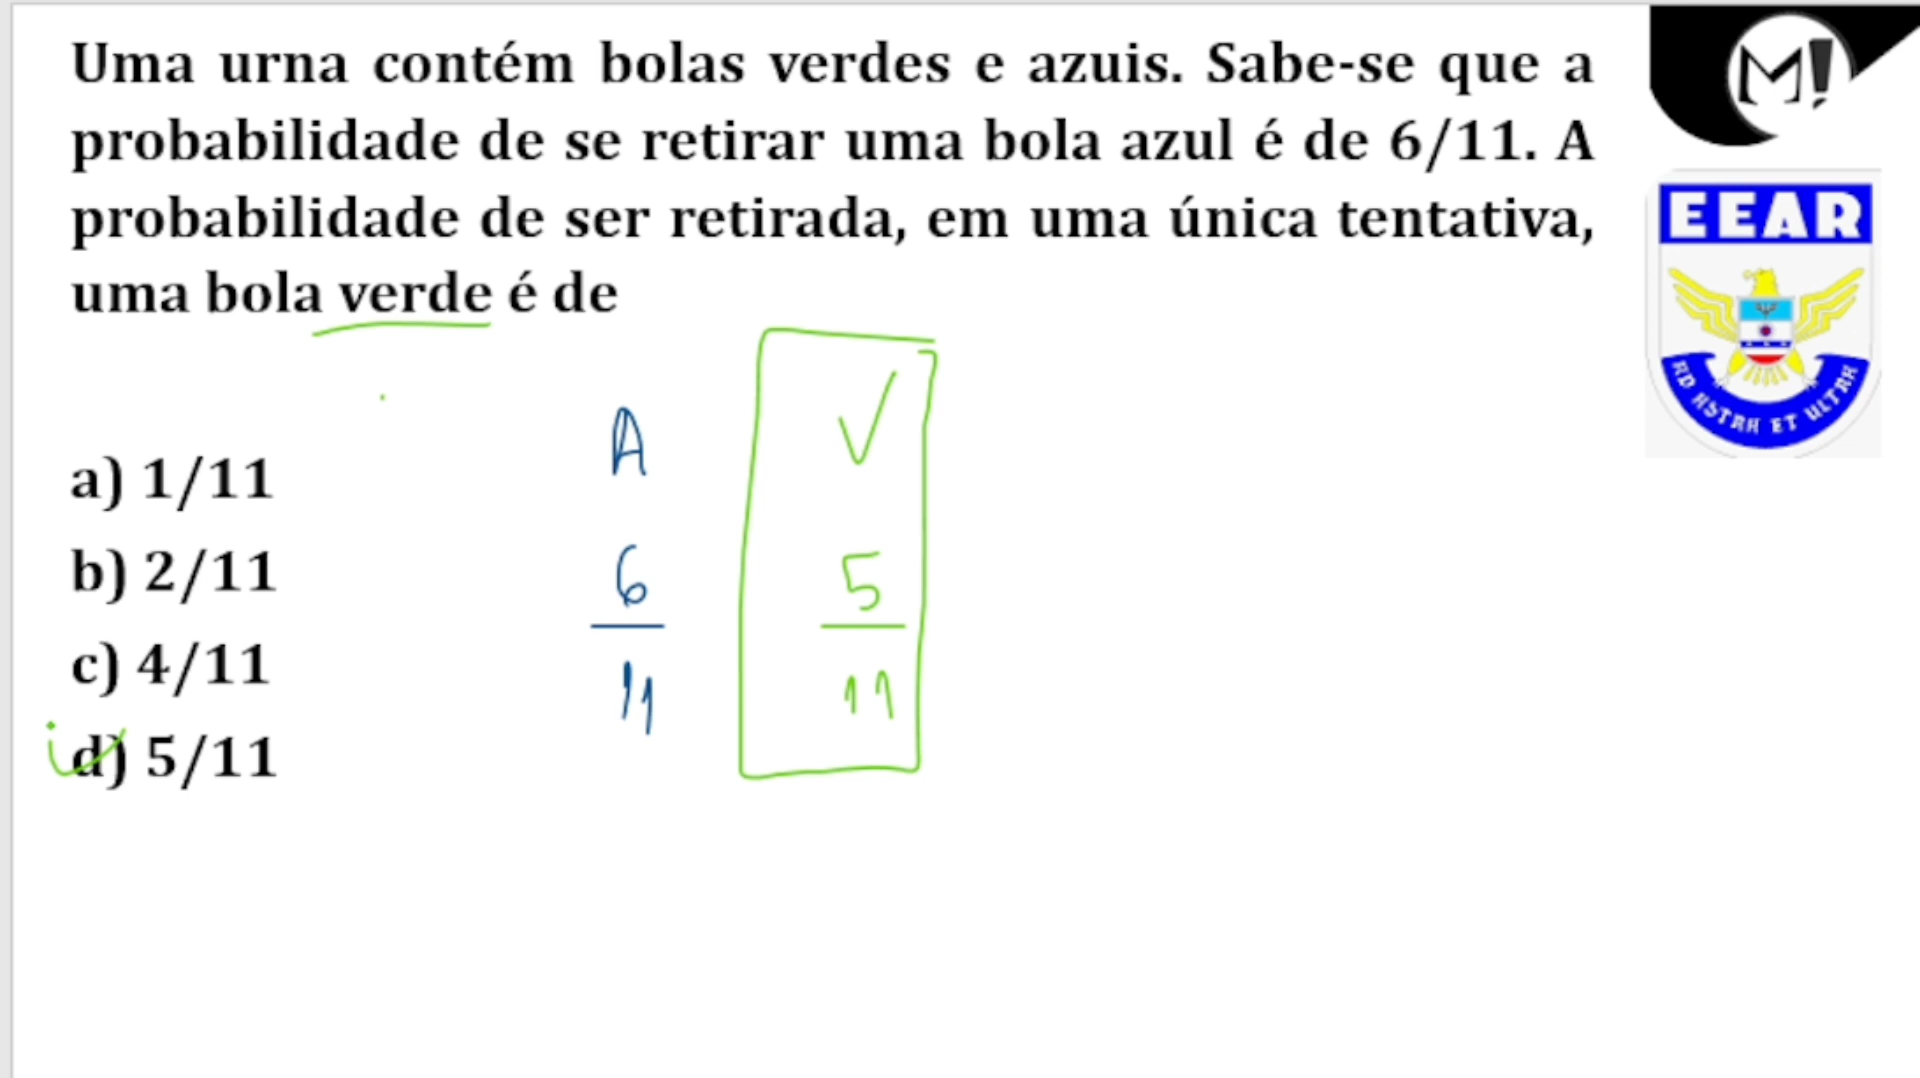 Uma urna contém bolas verdes e azuis. Sabe-se que a
probabilidade de se retirar uma bola azul é de 6/11. A
probabilidade de ser retirada, em uma única tentativa,
uma bola verde é de
a) 1/11
b) 2/11
c) 4/11
d) 5/11
A
V
6
5
11
11
M!
EEAR
AD ASTRA ET ULTRA